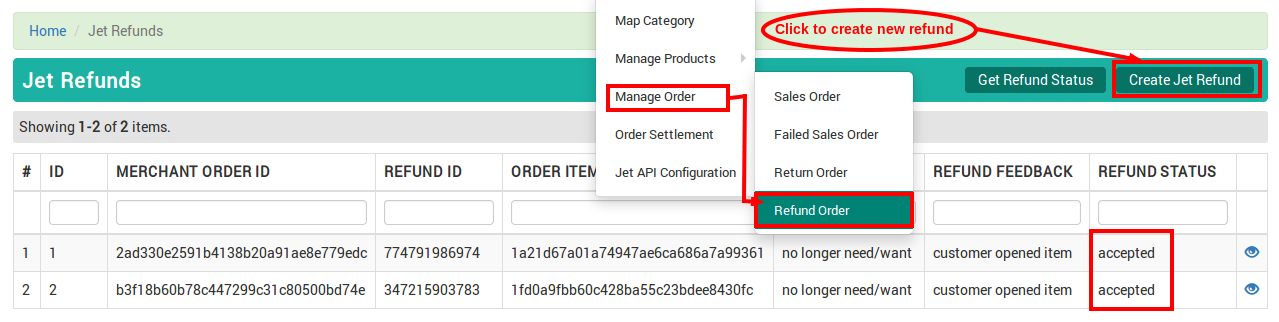 Map Category
Click to create new refund
Home / Jet Refunds
Manage Products
Jet Refunds
Get Refund Status
Create Jet Refund
Manage Order
Sales Order
Showing 1-2 of 2 items.
Order Settlement
Failed Sales Order
Jet API Configuration
Return Order
Refund Order
# ID MERCHANT ORDER ID REFUND ID ORDER ITEM REFUND FEEDBACK REFUND STATUS
1 1 2ad330e2591b4138b20a91ae8e779edc 774791986974 1a21d67a01a74947ae6ca686a7a99361 no longer need/want customer opened item accepted
2 2 b3f18b60b78c447299c31c80500bd74e 347215903783 1fd0a9fbb60c428ba55c23bdee8430fc no longer need/want customer opened item accepted